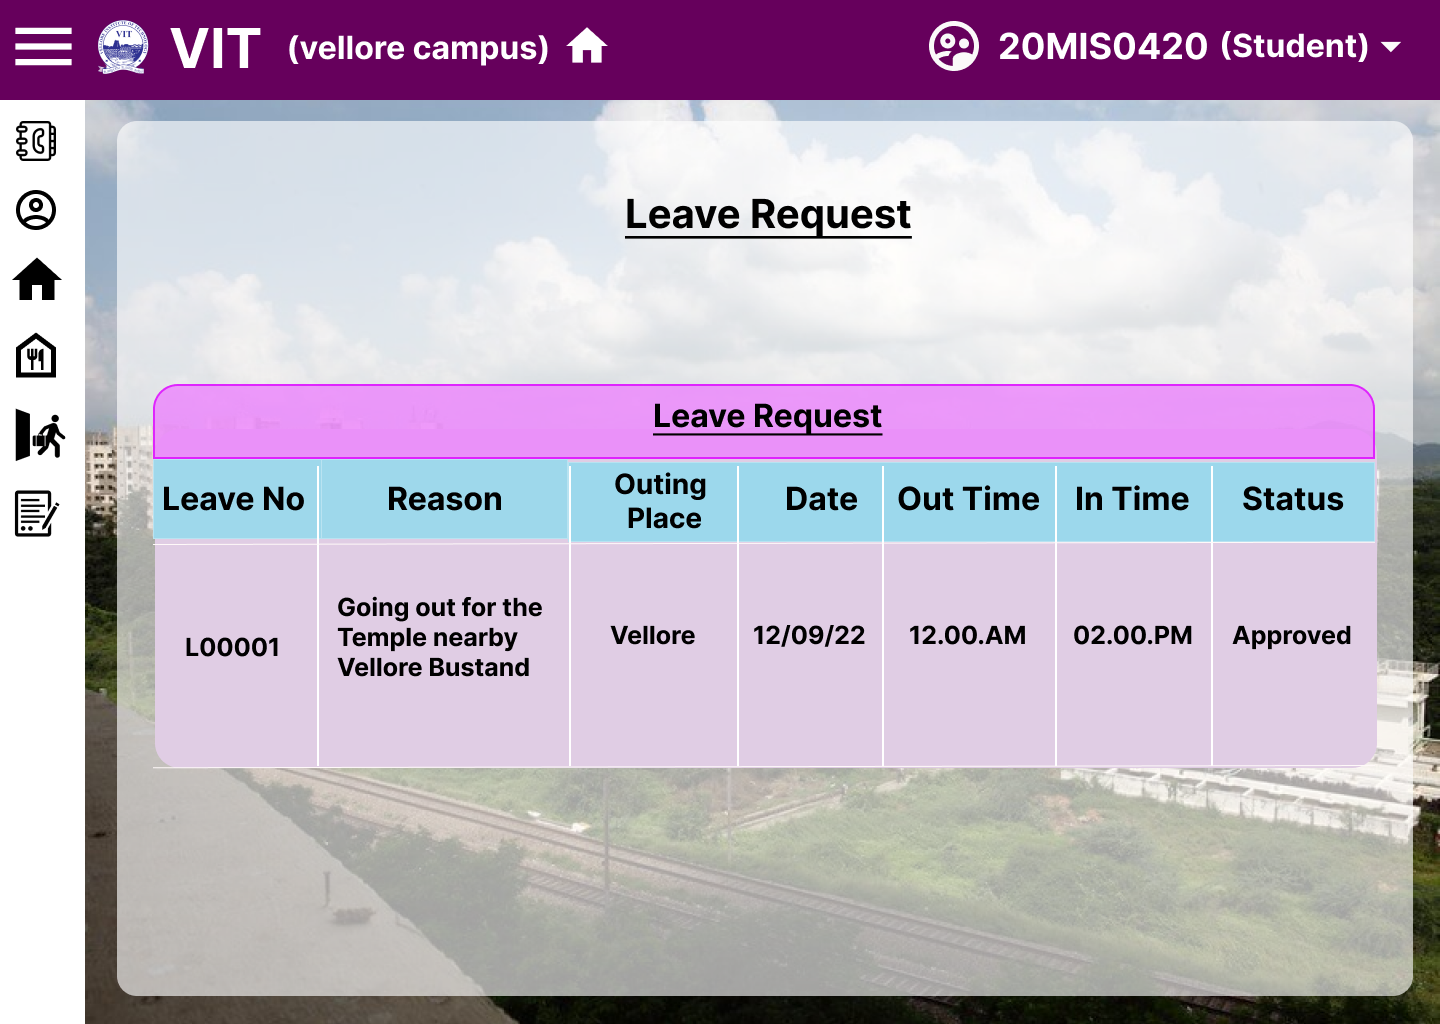 VIT (vellore campus) 20MIS0420 (Student)
VIT
Leave Request
Leave Request
Leave No Reason Outing Place Date Out Time In Time Status
L00001 Going out for the Temple nearby Vellore Bustand Vellore 12/09/22 12.00.AM 02.00.PM Approved